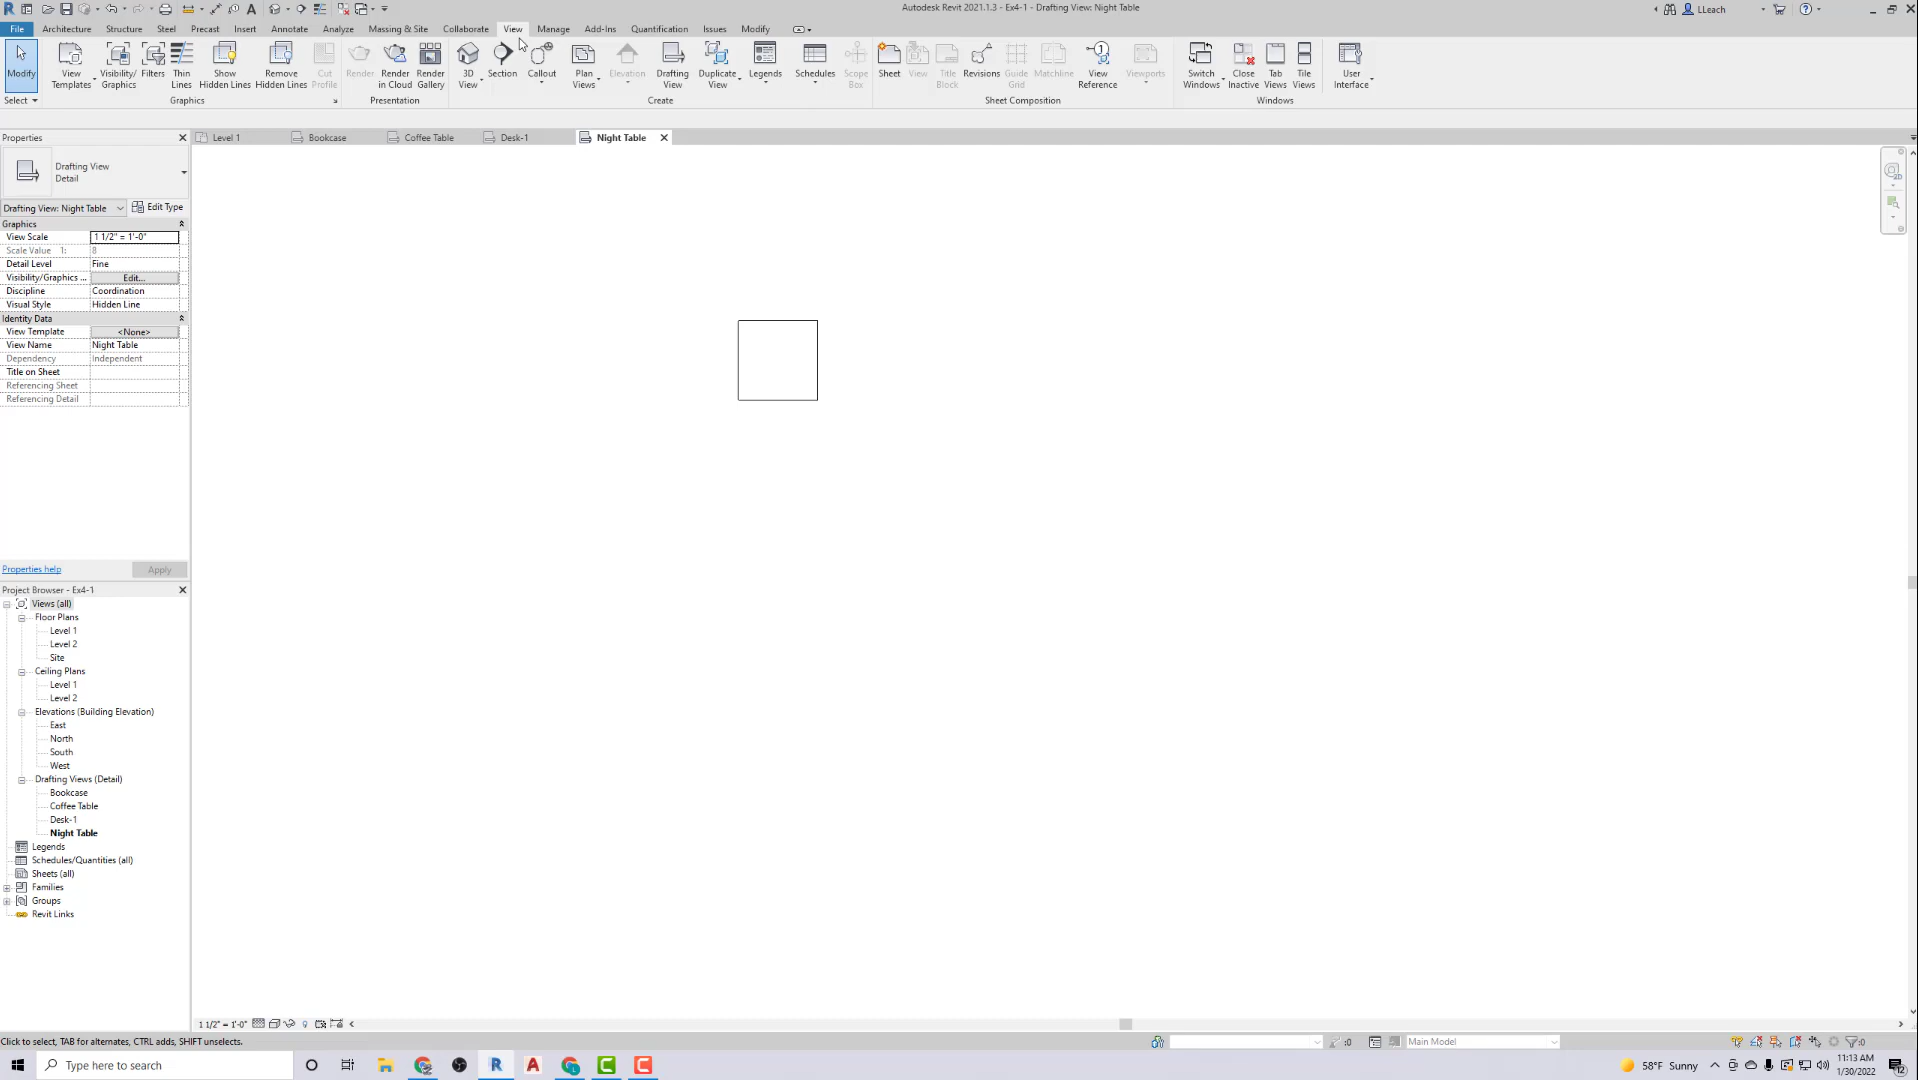 Autodesk Revit 2021.1.3 - Ex4-1 - Drafting View: Night Table
LLeach
File Architecture Structure Steel Precast Insert Annotate Analyze Massing & Site Collaborate View Manage Add-Ins Quantification Issues Modify
Modify View Templates Visibility/ Graphics Filters Thin Lines Show Hidden Lines Remove Hidden Lines Cut Profile Render Render in Cloud Render Gallery 3D View Section Callout Plan Views Elevation Drafting View Duplicate View Legends Schedules Scope Box Sheet View Title Block Revisions Guide Grid Matchline View Reference Viewports Switch Windows Close Inactive Tab Views Tile Views User Interface
Select Graphics Presentation Create Sheet Composition Windows
Properties
Level 1 Bookcase Coffee Table Desk-1 Night Table
Drafting View
Detail
Drafting View: Night Table Edit Type
Graphics
View Scale 1 1/2" = 1'-0"
Scale Value 1: 8
Detail Level Fine
Visibility/Graphics ... Edit...
Discipline Coordination
Visual Style Hidden Line
Identity Data
View Template <None>
View Name Night Table
Dependency Independent
Title on Sheet
Referencing Sheet
Referencing Detail
Properties help Apply
Project Browser - Ex4-1
Views (all)
Floor Plans
Level 1
Level 2
Site
Ceiling Plans
Level 1
Level 2
Elevations (Building Elevation)
East
North
South
West
Drafting Views (Detail)
Bookcase
Coffee Table
Desk-1
Night Table
Legends
Schedules/Quantities (all)
Sheets (all)
Families
Groups
Revit Links
1 1/2" = 1'-0"
Click to select, TAB for alternates, CTRL adds, SHIFT unselects. :0 Main Model :0
Type here to search
58°F Sunny
11:13 AM
1/30/2022
12